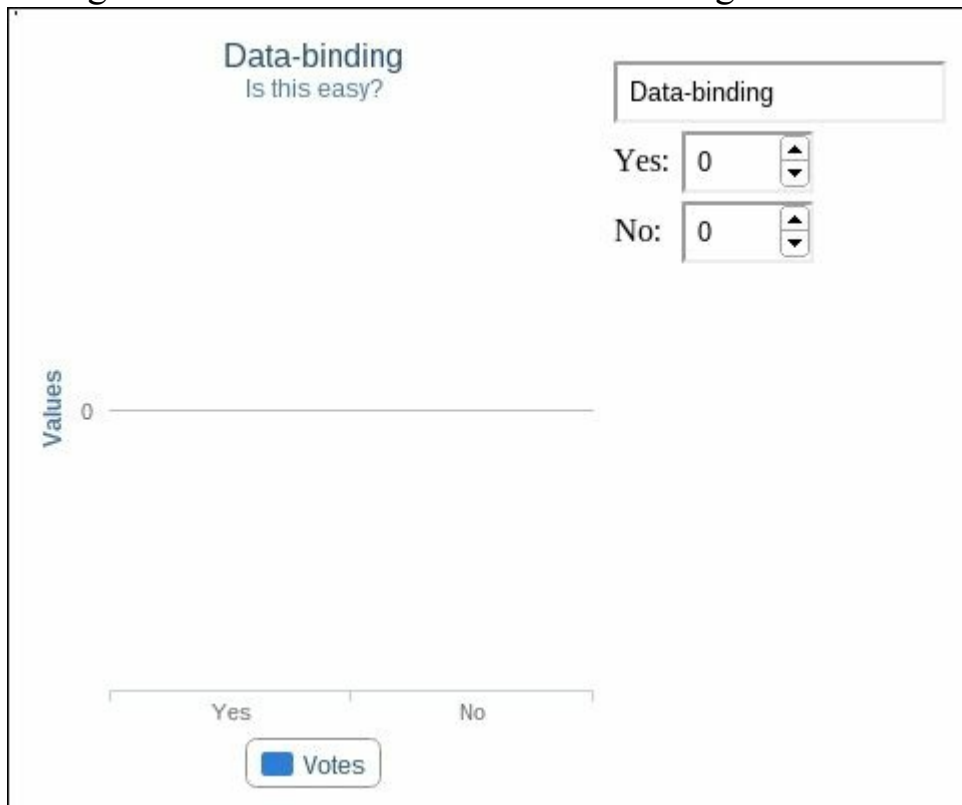 Data-binding
Is this easy?
Data-binding
Yes: 0
No: 0
Values
0
Yes No
Votes